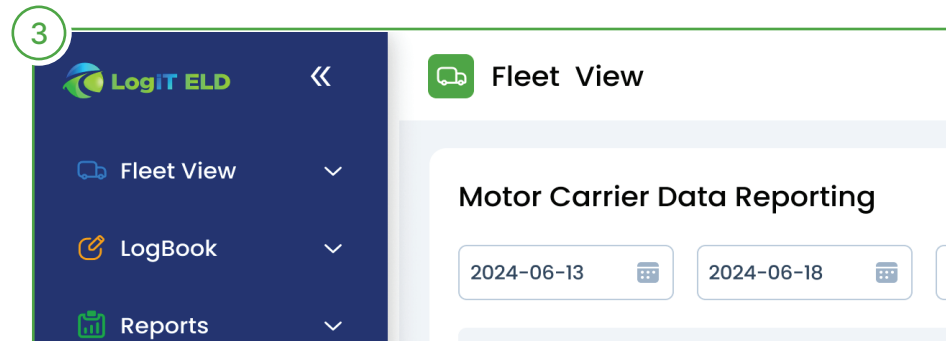 3
LogIT ELD
Fleet View
Fleet View
LogBook
Reports
Motor Carrier Data Reporting
2024-06-13
2024-06-18